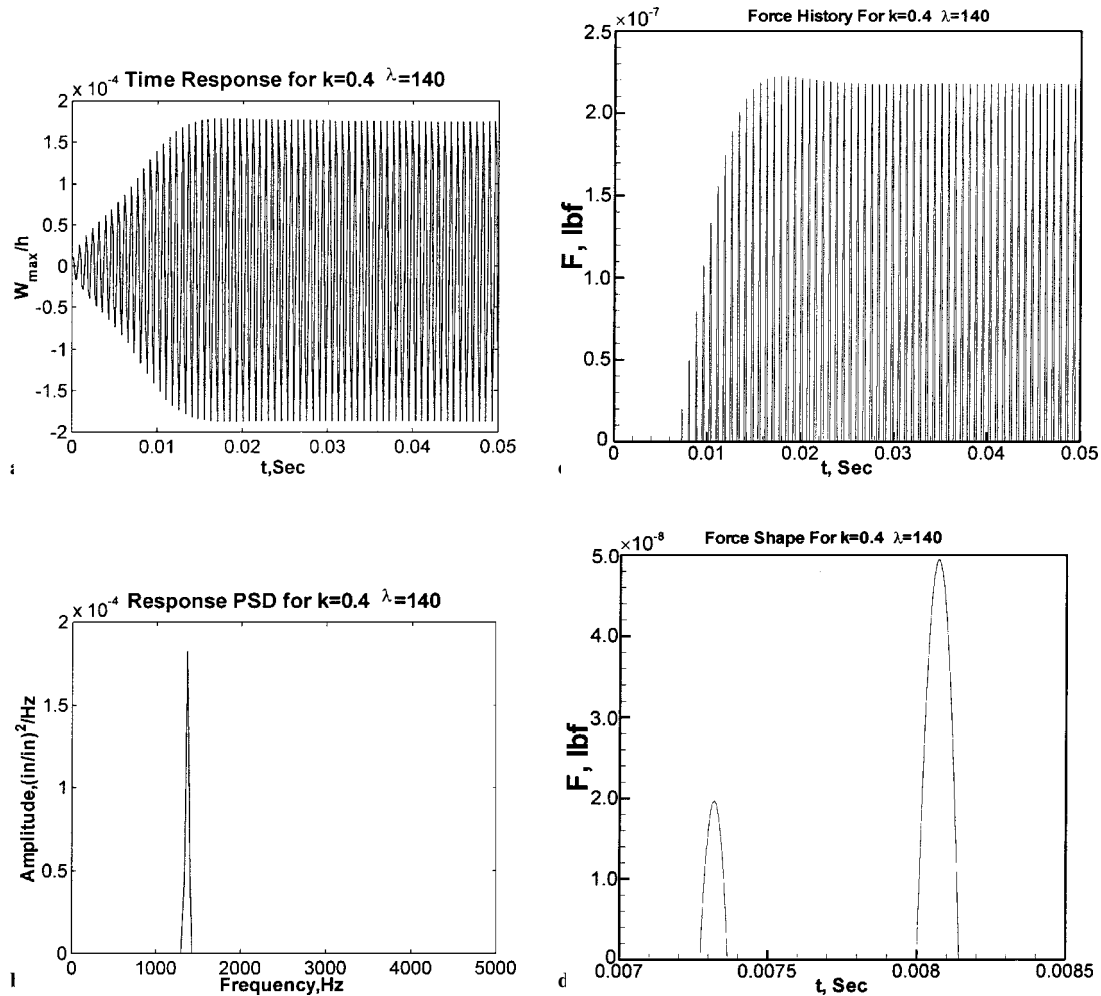 ×10⁻⁴ Time Response for k=0.4 λ=140
2
1.5
1
0.5
0
-0.5
-1
-1.5
-2
W_max/h
0 0.01 0.02 0.03 0.04 0.05
t,Sec
Force History For k=0.4 λ=140
×10⁻⁷
2.5
2.0
1.5
1.0
0.5
0
F, lbf
0 0.01 0.02 0.03 0.04 0.05
t, Sec
×10⁻⁴ Response PSD for k=0.4 λ=140
2
1.5
1
0.5
0
Amplitude,(in/in)²/Hz
0 1000 2000 3000 4000 5000
Frequency,Hz
Force Shape For k=0.4 λ=140
×10⁻⁸
5.0
4.0
3.0
2.0
1.0
0
F, lbf
0.007 0.0075 0.008 0.0085
t, Sec
d